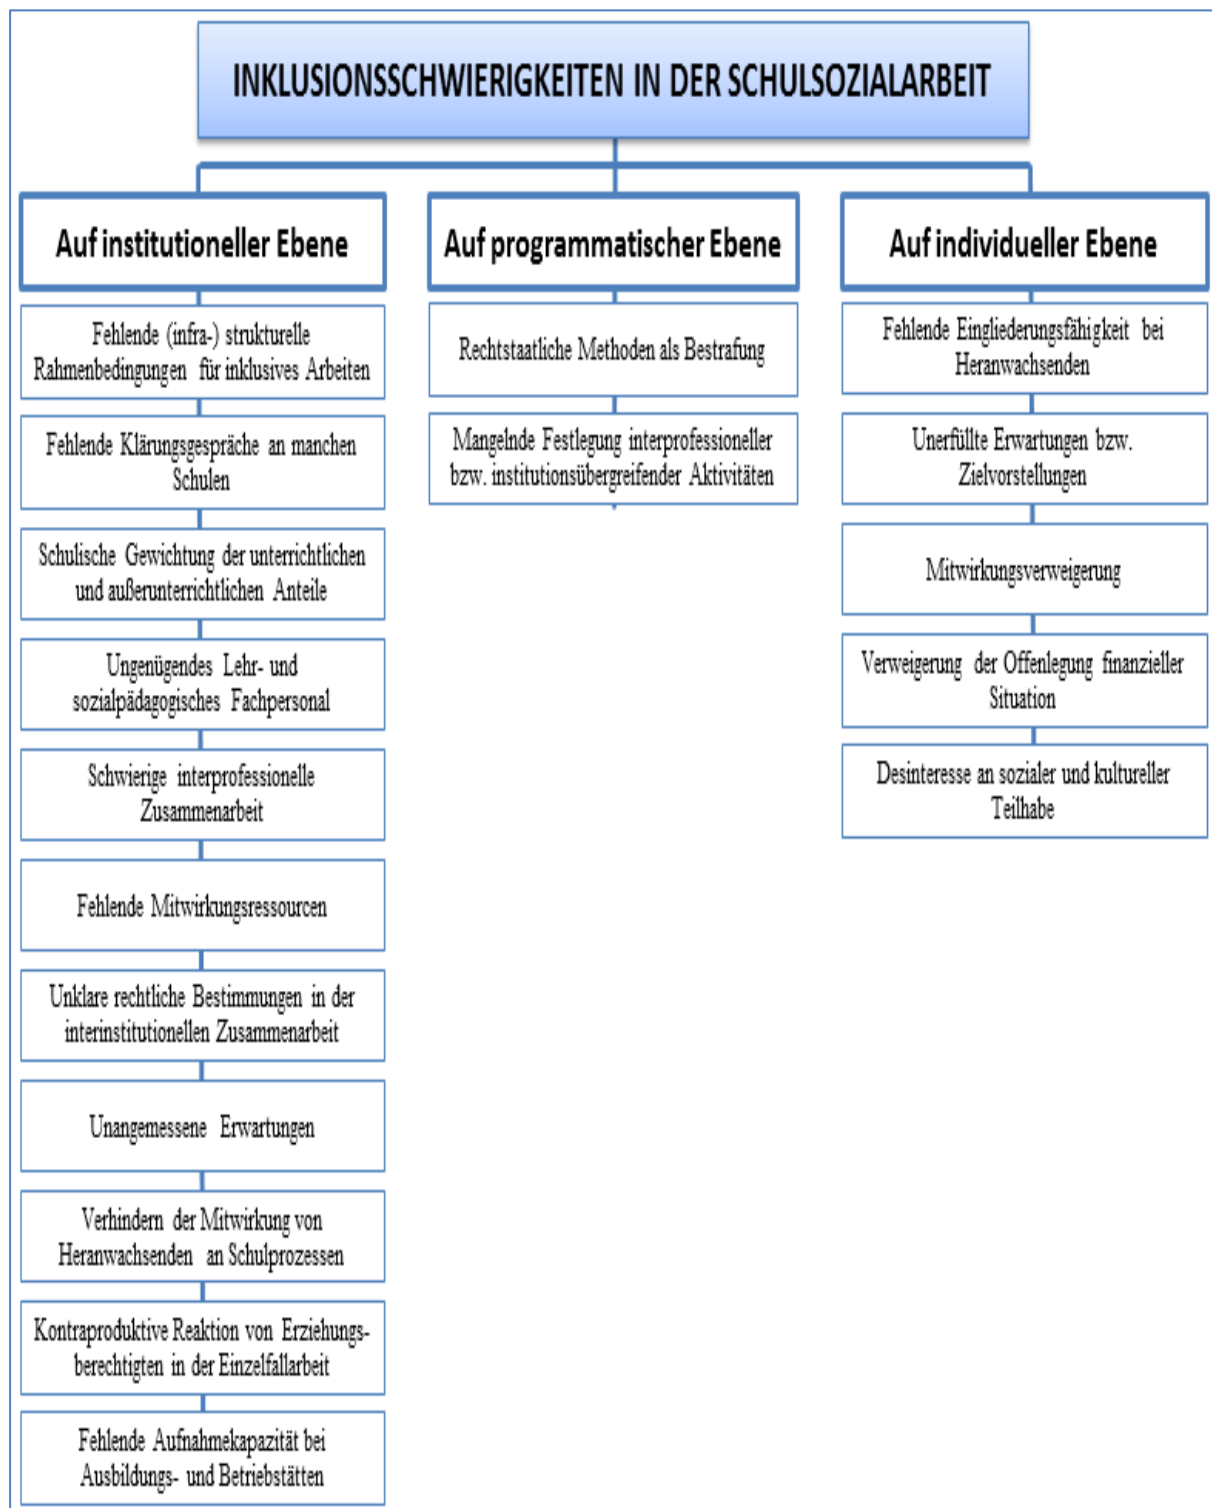 INKLUSIONSSCHWIERIGKEITEN IN DER SCHULSOZIALARBEIT
Auf institutioneller Ebene
Fehlende (infra-) strukturelle
Rahmenbedingungen für inklusives Arbeiten
Fehlende Klärungsgespräche an manchen
Schulen
Schulische Gewichtung der unterrichtlichen
und außerunterrichtlichen Anteile
Ungenügendes Lehr- und
sozialpädagogisches Fachpersonal
Schwierige interprofessionelle
Zusammenarbeit
Fehlende Mitwirkungsressourcen
Unklare rechtliche Bestimmungen in der
interinstitutionellen Zusammenarbeit
Unangemessene Erwartungen
Verhindern der Mitwirkung von
Heranwachsenden an Schulprozessen
Kontraproduktive Reaktion von Erziehungs-
berechtigten in der Einzelfallarbeit
Fehlende Aufnahmekapazität bei
Ausbildungs- und Betriebstätten
Auf programmatischer Ebene
Rechtstaatliche Methoden als Bestrafung
Mangelnde Festlegung interprofessioneller
bzw. institutionsübergreifender Aktivitäten
Auf individueller Ebene
Fehlende Eingliederungsfähigkeit bei
Heranwachsenden
Unerfüllte Erwartungen bzw.
Zielvorstellungen
Mitwirkungsverweigerung
Verweigerung der Offenlegung finanzieller
Situation
Desinteresse an sozialer und kultureller
Teilhabe